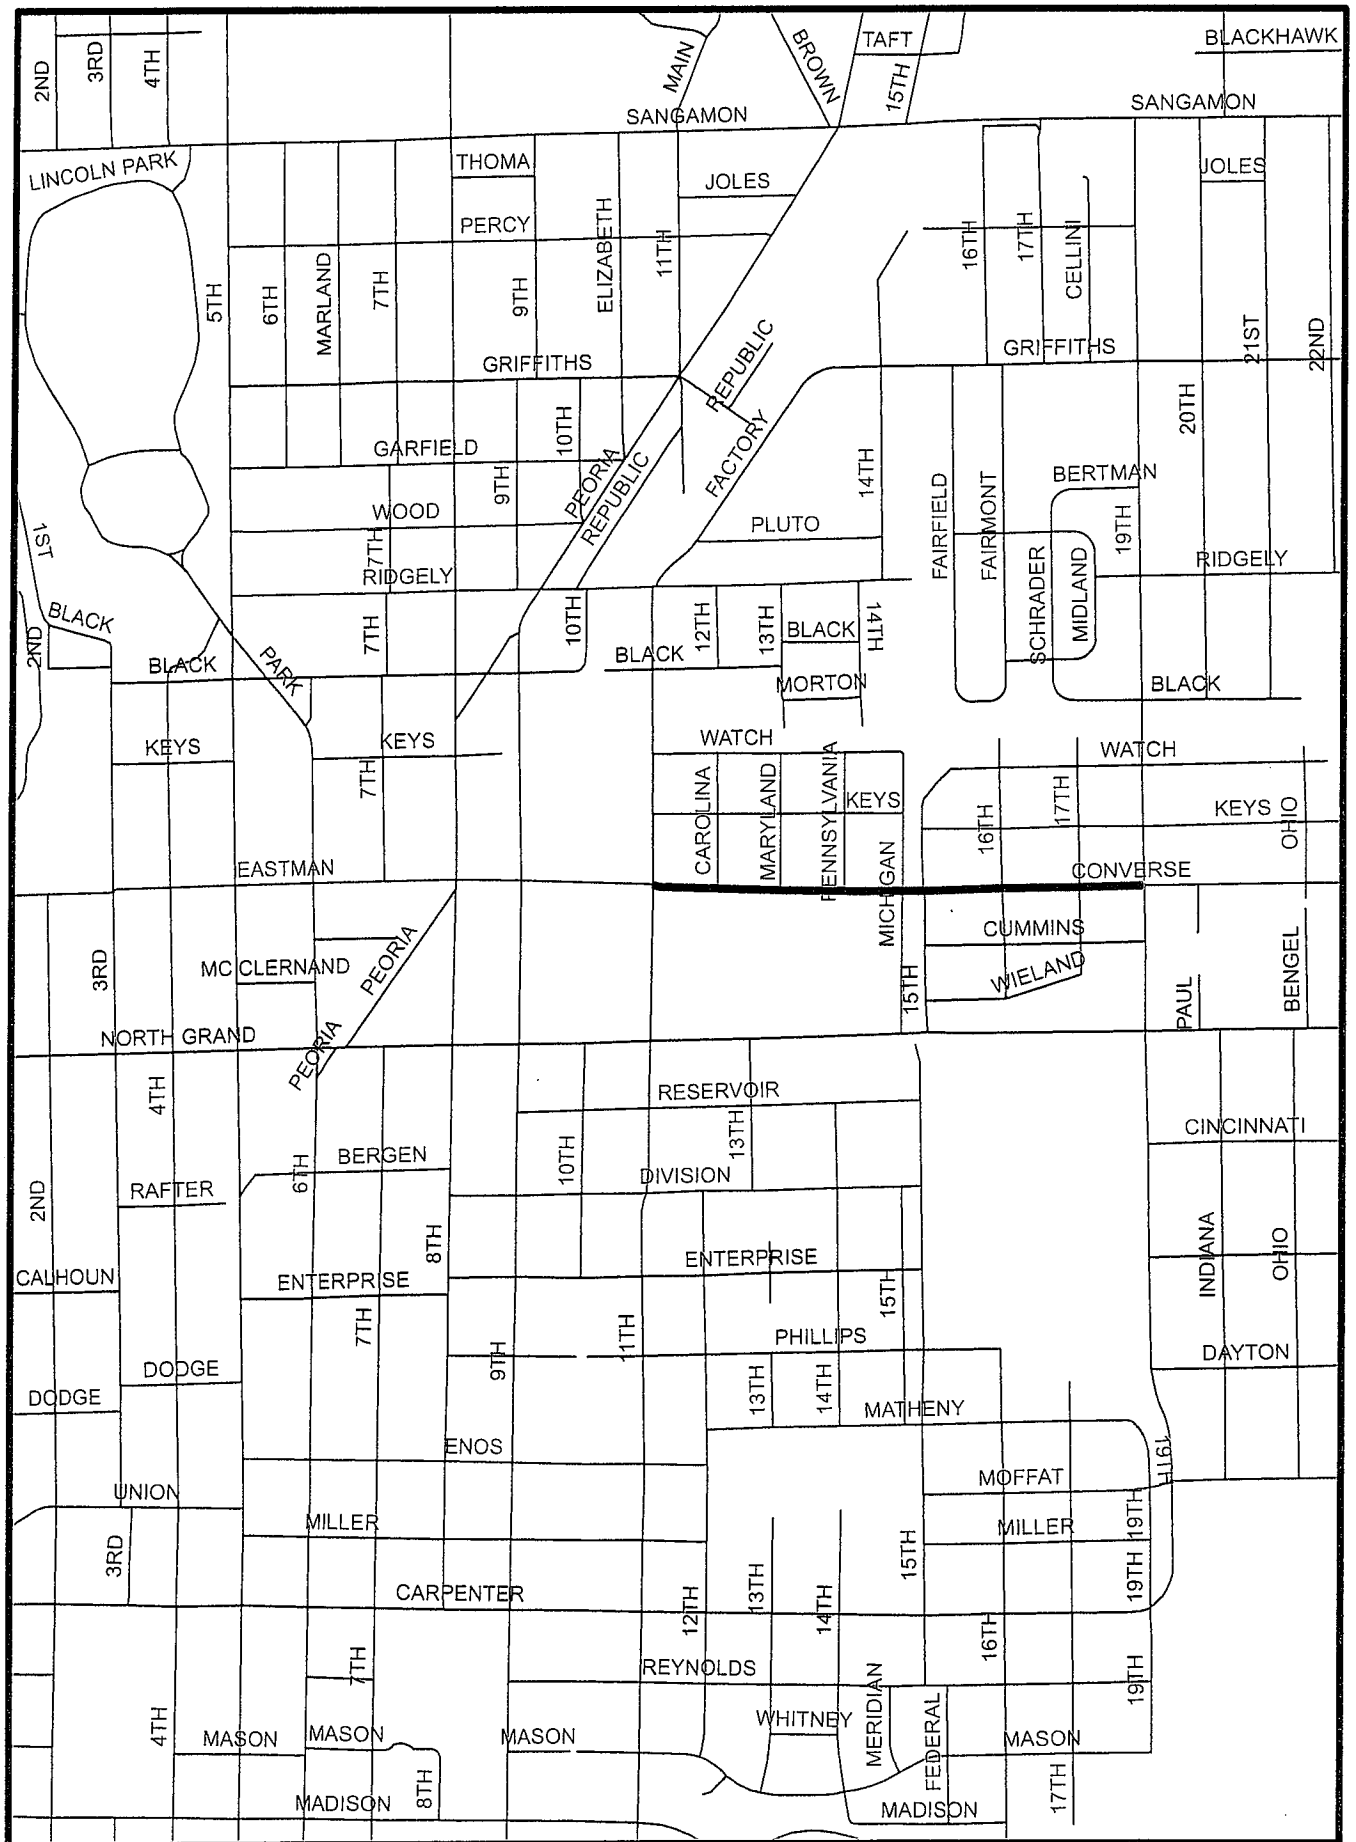 BLACKHAWK
TAFT
MAIN
BROWN
15TH
2ND
3RD
4TH
SANGAMON
SANGAMON
LINCOLN PARK
THOMA
JOLES
JOLES
PERCY
5TH
6TH
MARLAND
7TH
9TH
ELIZABETH
11TH
16TH
17TH
CELLINI
21ST
22ND
GRIFFITHS
GRIFFITHS
REPUBLIC
GARFIELD
10TH
9TH
PEORIA
REPUBLIC
FACTORY
14TH
20TH
BERTMAN
WOOD
PLUTO
FAIRFIELD
FAIRMONT
19TH
1ST
7TH
RIDGELY
RIDGELY
SCHRADER
MIDLAND
BLACK
2ND
7TH
10TH
12TH
13TH
BLACK
14TH
BLACK
PARK
BLACK
MORTON
BLACK
KEYS
KEYS
7TH
WATCH
WATCH
CAROLINA
MARYLAND
PENNSYLVANIA
KEYS
16TH
17TH
KEYS
OHIO
EASTMAN
MICHIGAN
CONVERSE
3RD
PEORIA
CUMMINS
MC CLERNAND
WIELAND
15TH
PAUL
BENGEL
NORTH GRAND
PEORIA
4TH
RESERVOIR
13TH
CINCINNATI
BERGEN
6TH
10TH
DIVISION
2ND
RAFTER
8TH
INDIANA
OHIO
CALHOUN
ENTERPRISE
ENTERPRISE
15TH
7TH
9TH
11TH
PHILLIPS
DAYTON
DODGE
DODGE
13TH
14TH
MATHENY
ENOS
19TH
MOFFAT
UNION
MILLER
MILLER
19TH
3RD
15TH
19TH
CARPENTER
12TH
13TH
14TH
16TH
7TH
REYNOLDS
19TH
MERIDIAN
FEDERAL
4TH
MASON
MASON
MASON
WHITNEY
MASON
8TH
17TH
MADISON
MADISON